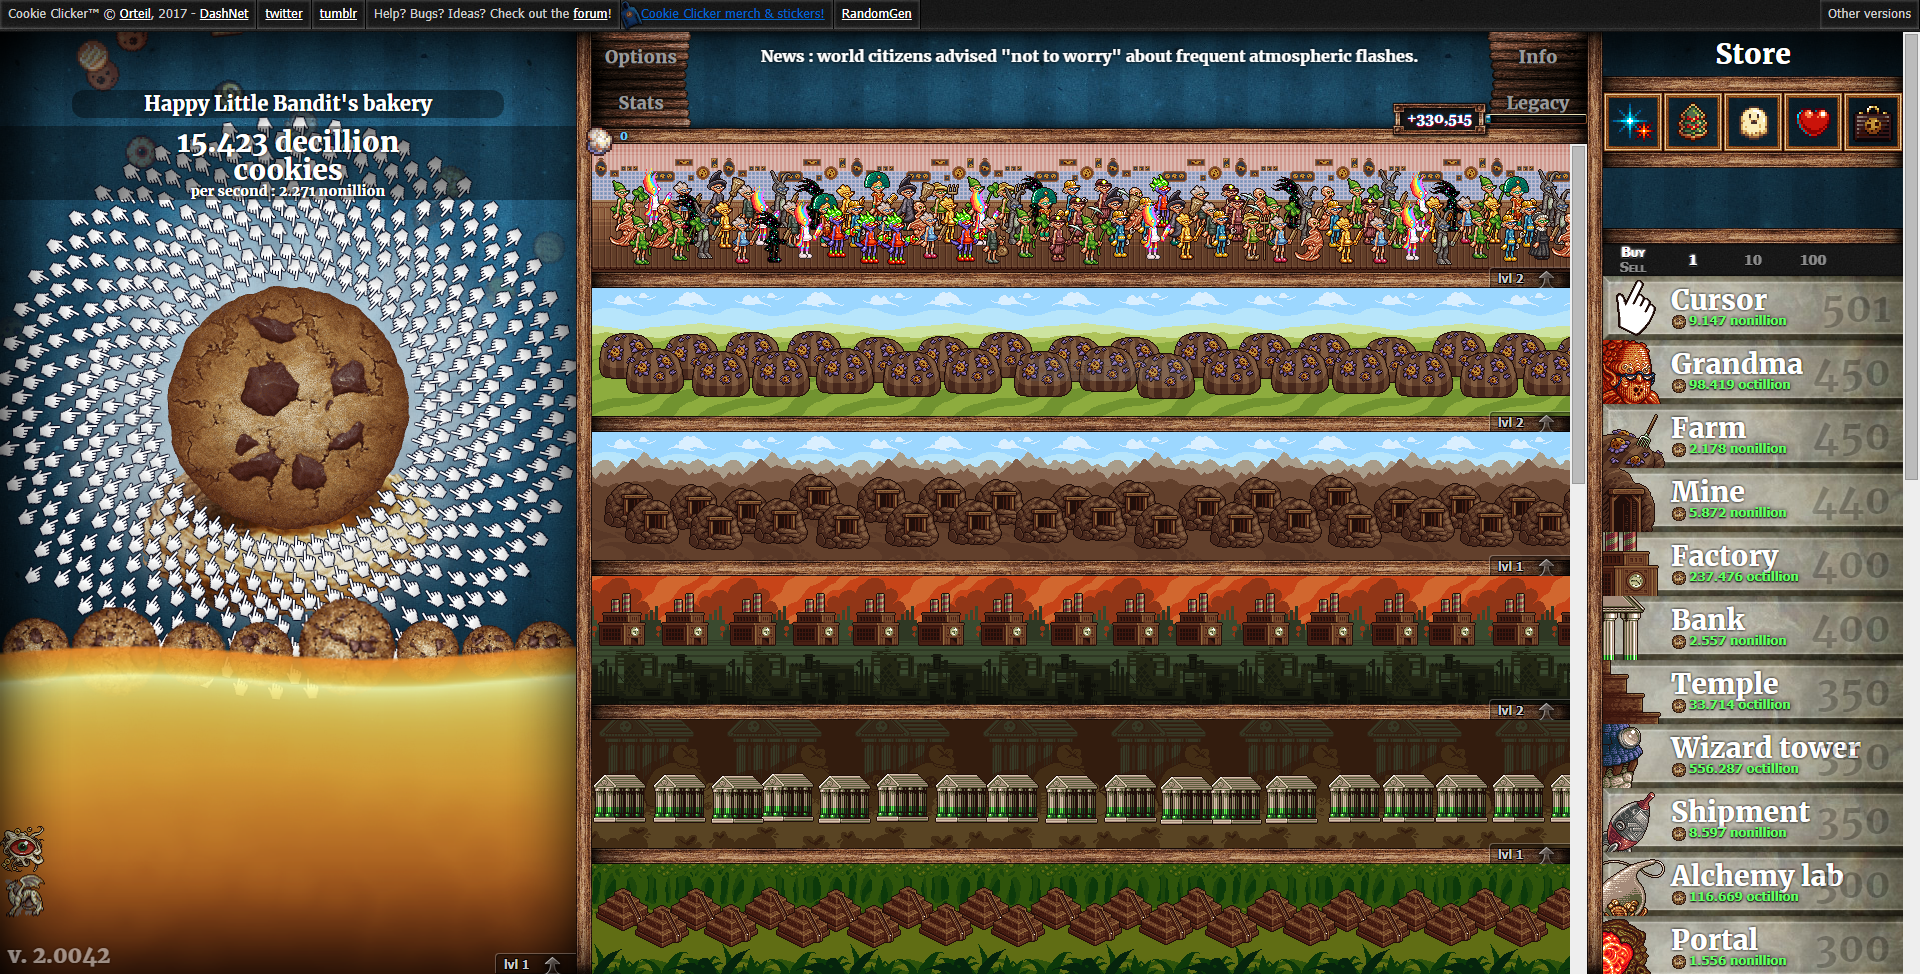 Cookie Clicker™ © Orteil, 2017 - DashNet
twitter
tumblr
Help? Bugs? Ideas? Check out the forum!
Cookie Clicker merch & stickers!
RandomGen
Other versions
Happy Little Bandit's bakery
15.423 decillion
cookies
per second : 2.271 nonillion
v. 2.0042
lvl 1
Options
Stats
News : world citizens advised "not to worry" about frequent atmospheric flashes.
Info
Legacy
+330,515
0
lvl 2
lvl 2
lvl 1
lvl 2
lvl 1
Store
Buy
Sell
1
10
100
Cursor
9.147 nonillion
501
Grandma
98.419 octillion
450
Farm
2.178 nonillion
450
Mine
5.872 nonillion
440
Factory
237.476 octillion
400
Bank
2.557 nonillion
400
Temple
33.714 octillion
350
Wizard tower
556.287 octillion
350
Shipment
8.597 nonillion
350
Alchemy lab
116.669 octillion
300
Portal
1.556 nonillion
300